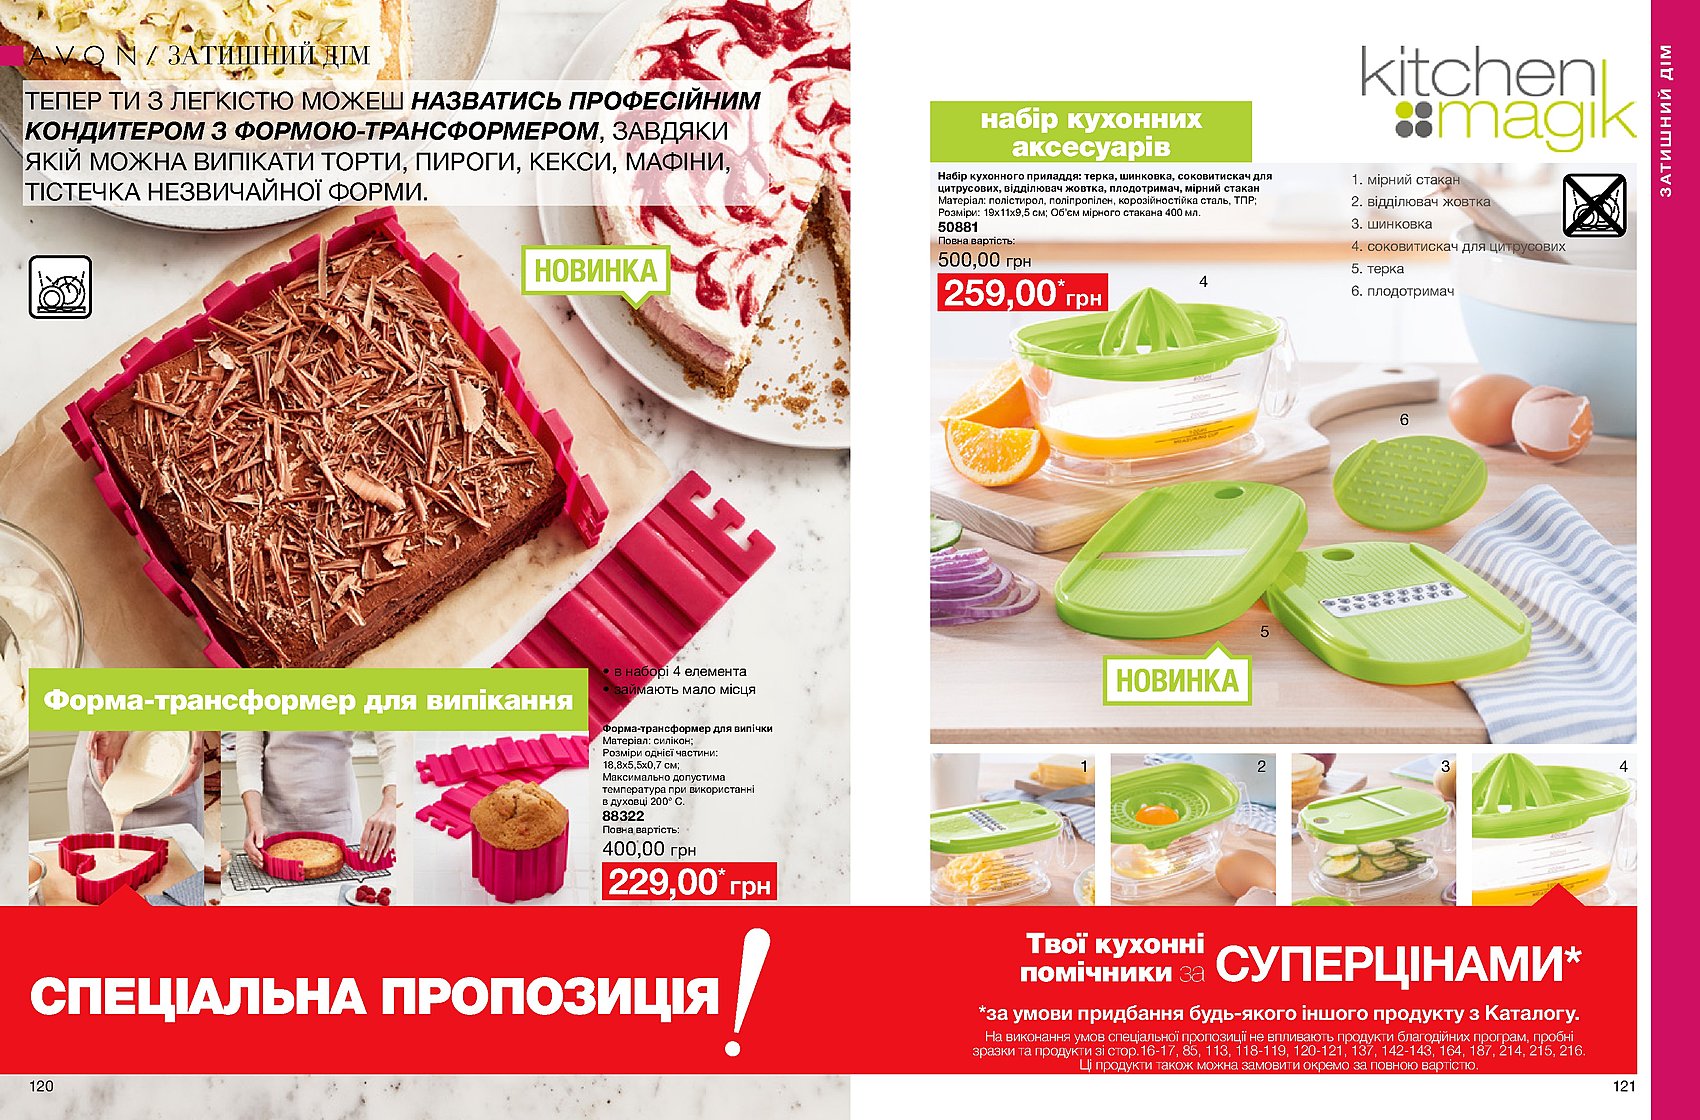 AVON / ЗАТИШНИЙ ДІМ
ТЕПЕР ТИ З ЛЕГКІСТЮ МОЖЕШ НАЗВАТИСЬ ПРОФЕСІЙНИМ
КОНДИТЕРОМ З ФОРМОЮ-ТРАНСФОРМЕРОМ, ЗАВДЯКИ
ЯКІЙ МОЖНА ВИПІКАТИ ТОРТИ, ПИРОГИ, КЕКСИ, МАФІНИ,
ТІСТЕЧКА НЕЗВИЧАЙНОЇ ФОРМИ.
НОВИНКА
Форма-трансформер для випікання
• в наборі 4 елемента
• займають мало місця
Форма-трансформер для випічки
Матеріал: силікон;
Розміри однієї частини:
18,8х5,5х0,7 см;
Максимально допустима
температура при використанні
в духовці 200° С.
88322
Повна вартість:
400,00 грн
229,00* грн
СПЕЦІАЛЬНА ПРОПОЗИЦІЯ!
120
kitchen
magik
ЗАТИШНИЙ ДІМ
набір кухонних
аксесуарів
Набір кухонного приладдя: терка, шинковка, соковитискач для
цитрусових, відділювач жовтка, плодотримач, мірний стакан
Матеріал: полістирол, поліпропілен, корозійностійка сталь, ТПР;
Розміри: 19х11х9,5 см; Об'єм мірного стакана 400 мл.
50881
Повна вартість:
500,00 грн
259,00* грн
1. мірний стакан
2. відділювач жовтка
3. шинковка
4. соковитискач для цитрусових
5. терка
6. плодотримач
4
6
5
НОВИНКА
1
2
3
4
Твої кухонні
помічники за СУПЕРЦІНАМИ*
*за умови придбання будь-якого іншого продукту з Каталогу.
На виконання умов спеціальної пропозиції не впливають продукти благодійних програм, пробні
зразки та продукти зі стор.16-17, 85, 113, 118-119, 120-121, 137, 142-143, 164, 187, 214, 215, 216.
Ці продукти також можна замовити окремо за повною вартістю.
121